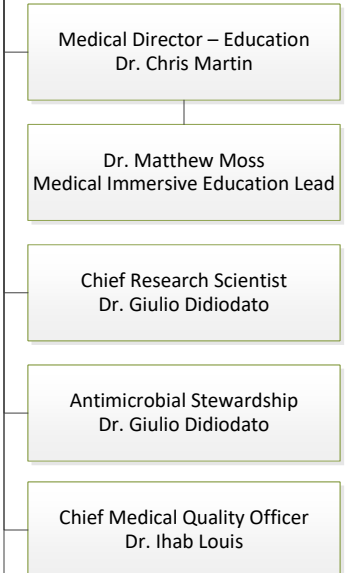 Medical Director – Education
Dr. Chris Martin
Dr. Matthew Moss
Medical Immersive Education Lead
Chief Research Scientist
Dr. Giulio Didiodato
Antimicrobial Stewardship
Dr. Giulio Didiodato
Chief Medical Quality Officer
Dr. Ihab Louis